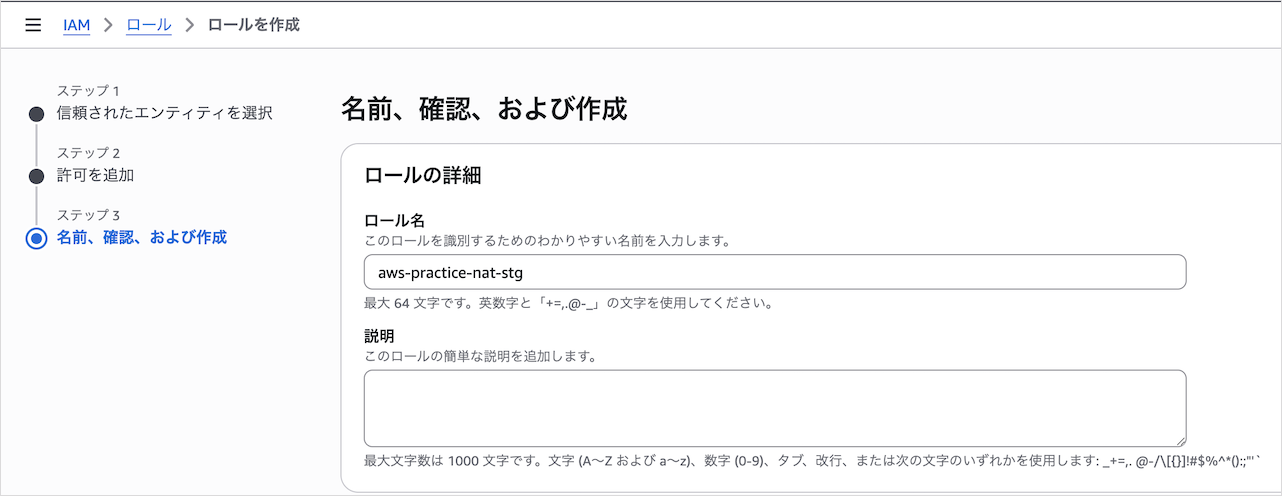 IAM > ロール > ロールを作成
ステップ 1
信頼されたエンティティを選択
ステップ 2
許可を追加
ステップ 3
名前、確認、および作成
名前、確認、および作成
ロールの詳細
ロール名
このロールを識別するためのわかりやすい名前を入力します。
aws-practice-nat-stg
最大 64 文字です。英数字と「+=,.@-_」の文字を使用してください。
説明
このロールの簡単な説明を追加します。
最大文字数は 1000 文字です。文字 (A～Z および a～z)、数字 (0-9)、タブ、改行、または次の文字のいずれかを使用します: _+=,. @-/\[{}]!#$%^*();:"'`